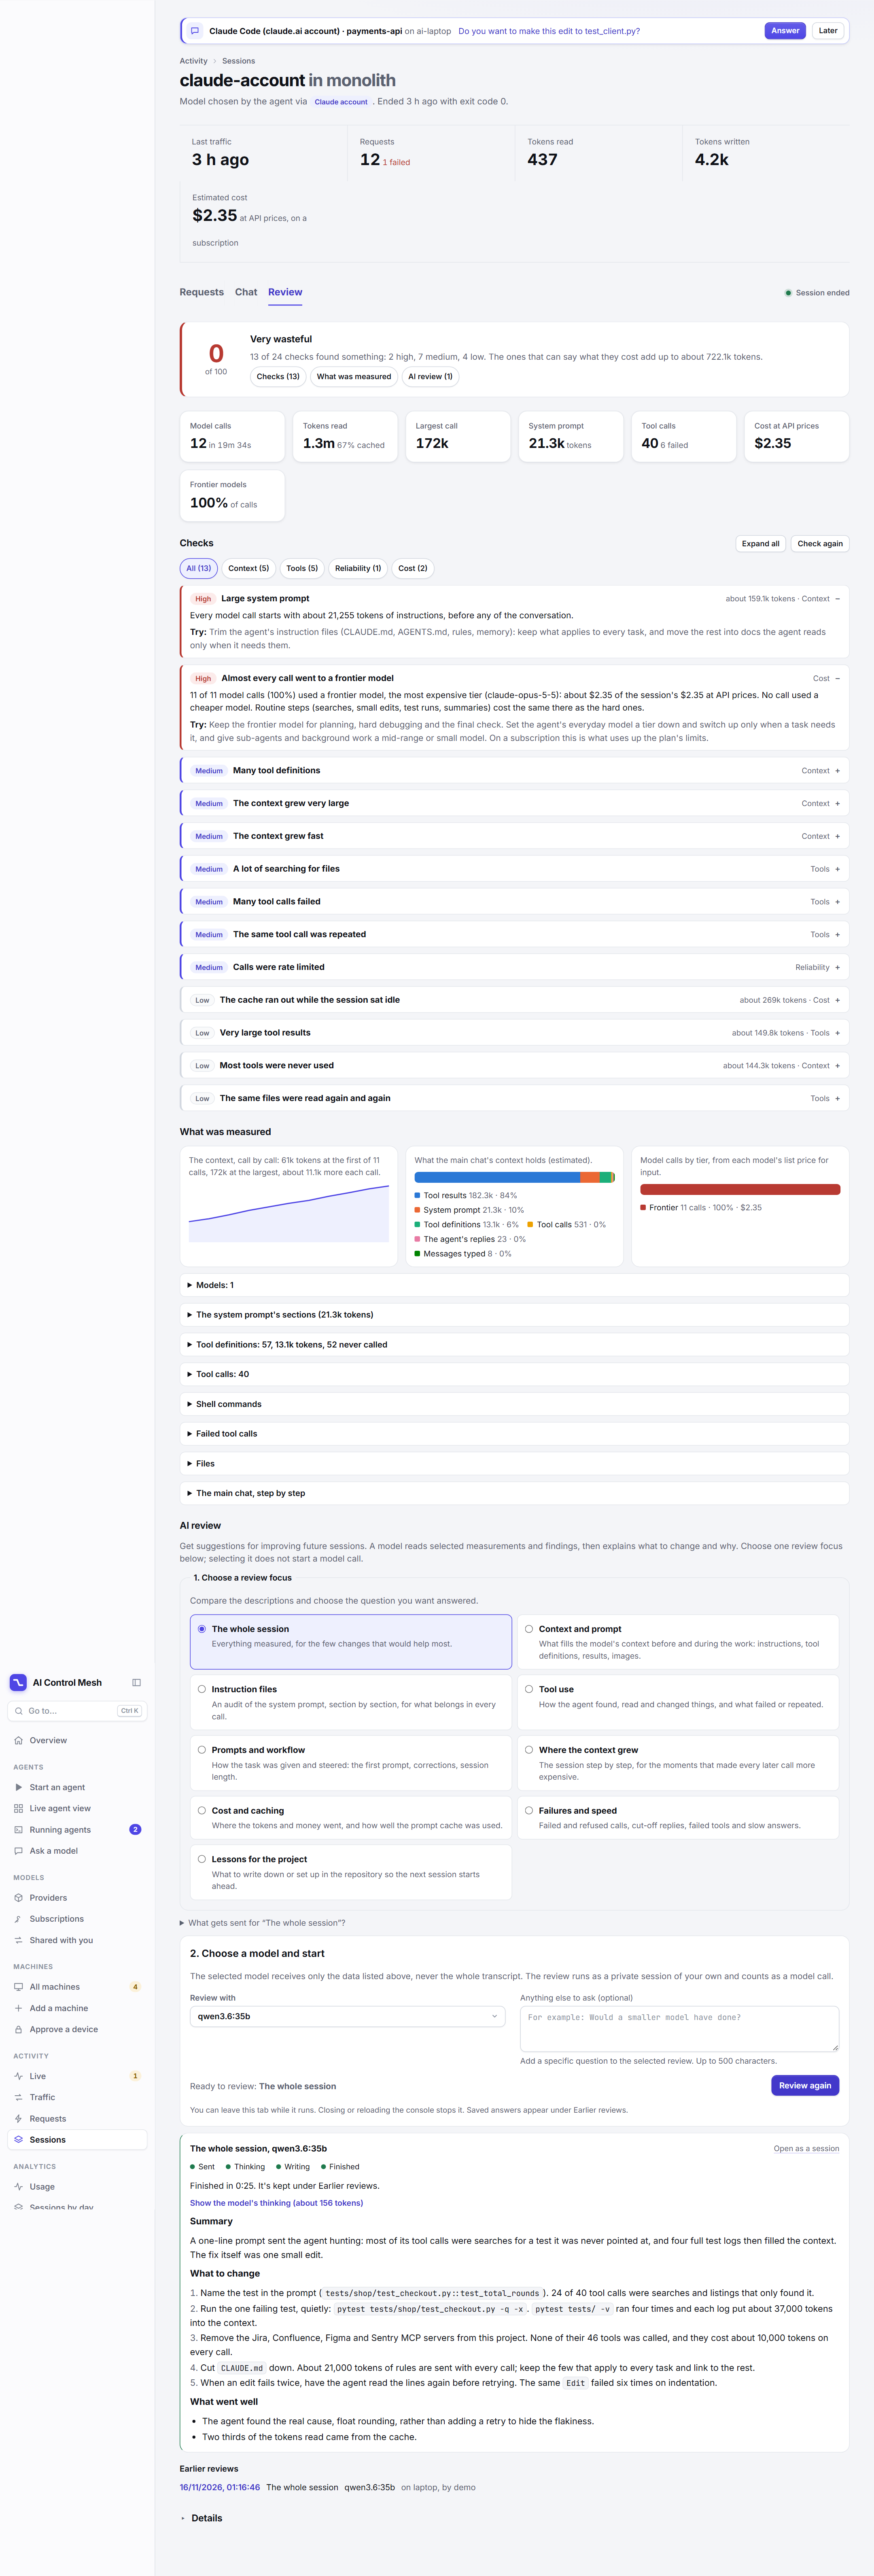 Claude Code (claude.ai account) · payments-api on ai-laptop Do you want to make this edit to test_client.py?
Answer
Later
Activity › Sessions
claude-account in monolith
Model chosen by the agent via Claude account . Ended 3 h ago with exit code 0.
Last traffic
3 h ago
Requests
12 1 failed
Tokens read
437
Tokens written
4.2k
Estimated cost
$2.35 at API prices, on a
subscription
Requests Chat Review
Session ended
0
of 100
Very wasteful
13 of 24 checks found something: 2 high, 7 medium, 4 low. The ones that can say what they cost add up to about 722.1k tokens.
Checks (13) What was measured AI review (1)
Model calls
12 in 19m 34s
Tokens read
1.3m 67% cached
Largest call
172k
System prompt
21.3k tokens
Tool calls
40 6 failed
Cost at API prices
$2.35
Frontier models
100% of calls
Checks
Expand all Check again
All (13) Context (5) Tools (5) Reliability (1) Cost (2)
High Large system prompt about 159.1k tokens · Context −
Every model call starts with about 21,255 tokens of instructions, before any of the conversation.
Try: Trim the agent's instruction files (CLAUDE.md, AGENTS.md, rules, memory): keep what applies to every task, and move the rest into docs the agent reads
only when it needs them.
High Almost every call went to a frontier model Cost −
11 of 11 model calls (100%) used a frontier model, the most expensive tier (claude-opus-5-5): about $2.35 of the session's $2.35 at API prices. No call used a
cheaper model. Routine steps (searches, small edits, test runs, summaries) cost the same there as the hard ones.
Try: Keep the frontier model for planning, hard debugging and the final check. Set the agent's everyday model a tier down and switch up only when a task needs
it, and give sub-agents and background work a mid-range or small model. On a subscription this is what uses up the plan's limits.
Medium Many tool definitions Context +
Medium The context grew very large Context +
Medium The context grew fast Context +
Medium A lot of searching for files Tools +
Medium Many tool calls failed Tools +
Medium The same tool call was repeated Tools +
Medium Calls were rate limited Reliability +
Low The cache ran out while the session sat idle about 269k tokens · Cost +
Low Very large tool results about 149.8k tokens · Tools +
Low Most tools were never used about 144.3k tokens · Context +
Low The same files were read again and again Tools +
What was measured
The context, call by call: 61k tokens at the first of 11
calls, 172k at the largest, about 11.1k more each call.
What the main chat's context holds (estimated).
Tool results 182.3k · 84%
System prompt 21.3k · 10%
Tool definitions 13.1k · 6% Tool calls 531 · 0%
The agent's replies 23 · 0%
Messages typed 8 · 0%
Model calls by tier, from each model's list price for
input.
Frontier 11 calls · 100% · $2.35
Models: 1
The system prompt's sections (21.3k tokens)
Tool definitions: 57, 13.1k tokens, 52 never called
Tool calls: 40
Shell commands
Failed tool calls
Files
The main chat, step by step
AI review
Get suggestions for improving future sessions. A model reads selected measurements and findings, then explains what to change and why. Choose one review focus
below; selecting it does not start a model call.
1. Choose a review focus
Compare the descriptions and choose the question you want answered.
The whole session
Everything measured, for the few changes that would help most.
Context and prompt
What fills the model's context before and during the work: instructions, tool
definitions, results, images.
Instruction files
An audit of the system prompt, section by section, for what belongs in every
call.
Tool use
How the agent found, read and changed things, and what failed or repeated.
Prompts and workflow
How the task was given and steered: the first prompt, corrections, session
length.
Where the context grew
The session step by step, for the moments that made every later call more
expensive.
Cost and caching
Where the tokens and money went, and how well the prompt cache was used.
Failures and speed
Failed and refused calls, cut-off replies, failed tools and slow answers.
Lessons for the project
What to write down or set up in the repository so the next session starts
ahead.
What gets sent for “The whole session”?
2. Choose a model and start
The selected model receives only the data listed above, never the whole transcript. The review runs as a private session of your own and counts as a model call.
Review with
qwen3.6:35b
Anything else to ask (optional)
For example: Would a smaller model have done?
Add a specific question to the selected review. Up to 500 characters.
Ready to review: The whole session
Review again
You can leave this tab while it runs. Closing or reloading the console stops it. Saved answers appear under Earlier reviews.
The whole session, qwen3.6:35b
Open as a session
Sent Thinking Writing Finished
Finished in 0:25. It's kept under Earlier reviews.
Show the model's thinking (about 156 tokens)
Summary
A one-line prompt sent the agent hunting: most of its tool calls were searches for a test it was never pointed at, and four full test logs then filled the context.
The fix itself was one small edit.
What to change
1. Name the test in the prompt ( tests/shop/test_checkout.py::test_total_rounds ). 24 of 40 tool calls were searches and listings that only found it.
2. Run the one failing test, quietly: pytest tests/shop/test_checkout.py -q -x . pytest tests/ -v ran four times and each log put about 37,000 tokens
into the context.
3. Remove the Jira, Confluence, Figma and Sentry MCP servers from this project. None of their 46 tools was called, and they cost about 10,000 tokens on
every call.
4. Cut CLAUDE.md down. About 21,000 tokens of rules are sent with every call; keep the few that apply to every task and link to the rest.
5. When an edit fails twice, have the agent read the lines again before retrying. The same Edit failed six times on indentation.
What went well
• The agent found the real cause, float rounding, rather than adding a retry to hide the flakiness.
• Two thirds of the tokens read came from the cache.
Earlier reviews
16/11/2026, 01:16:46 The whole session qwen3.6:35b on laptop, by demo
Details
AI Control Mesh
Go to... Ctrl K
Overview
AGENTS
Start an agent
Live agent view
Running agents 2
Ask a model
MODELS
Providers
Subscriptions
Shared with you
MACHINES
All machines 4
Add a machine
Approve a device
ACTIVITY
Live 1
Traffic
Requests
Sessions
ANALYTICS
Usage
Sessions by day